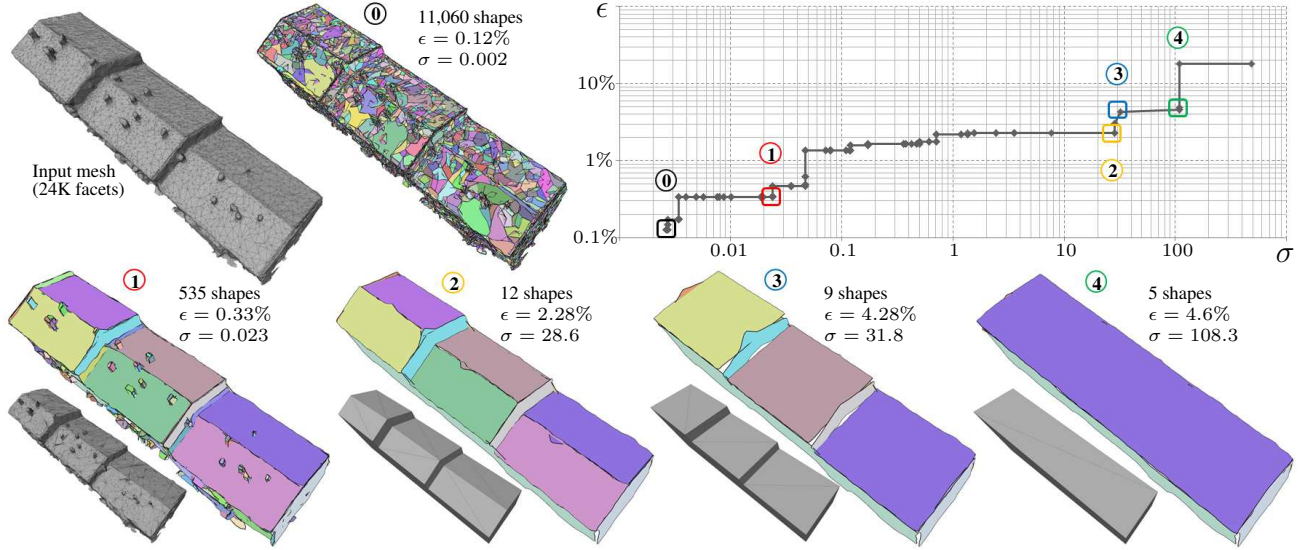 0
11,060 shapes
ϵ = 0.12%
σ = 0.002
Input mesh
(24K facets)
ϵ
10%
1%
0.1%
0.01
0.1
1
10
100
σ
0
1
2
3
4
1
535 shapes
ϵ = 0.33%
σ = 0.023
2
12 shapes
ϵ = 2.28%
σ = 28.6
3
9 shapes
ϵ = 4.28%
σ = 31.8
4
5 shapes
ϵ = 4.6%
σ = 108.3